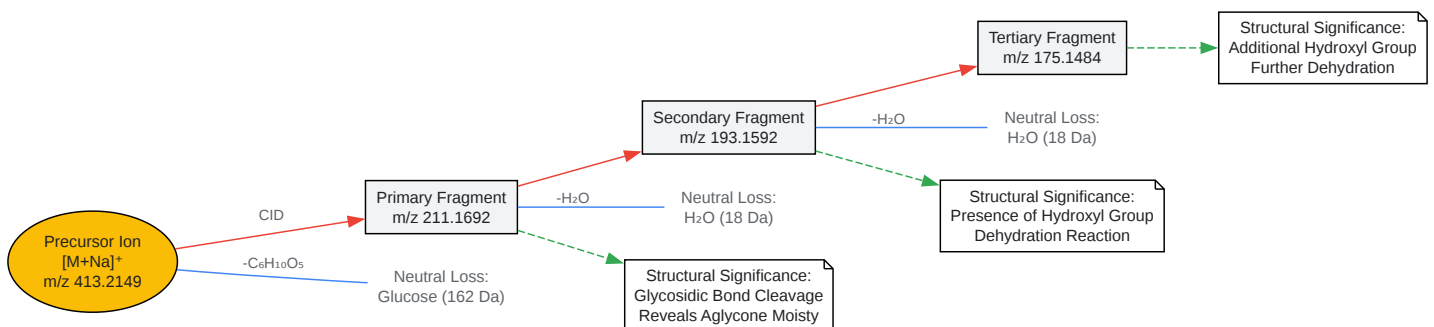 Precursor Ion
[M+Na]⁺
m/z 413.2149
CID
-C₆H₁₀O₅
Neutral Loss:
Glucose (162 Da)
Primary Fragment
m/z 211.1692
-H₂O
Neutral Loss:
H₂O (18 Da)
Structural Significance:
Glycosidic Bond Cleavage
Reveals Aglycone Moisty
Secondary Fragment
m/z 193.1592
-H₂O
Neutral Loss:
H₂O (18 Da)
Structural Significance:
Presence of Hydroxyl Group
Dehydration Reaction
Tertiary Fragment
m/z 175.1484
Structural Significance:
Additional Hydroxyl Group
Further Dehydration